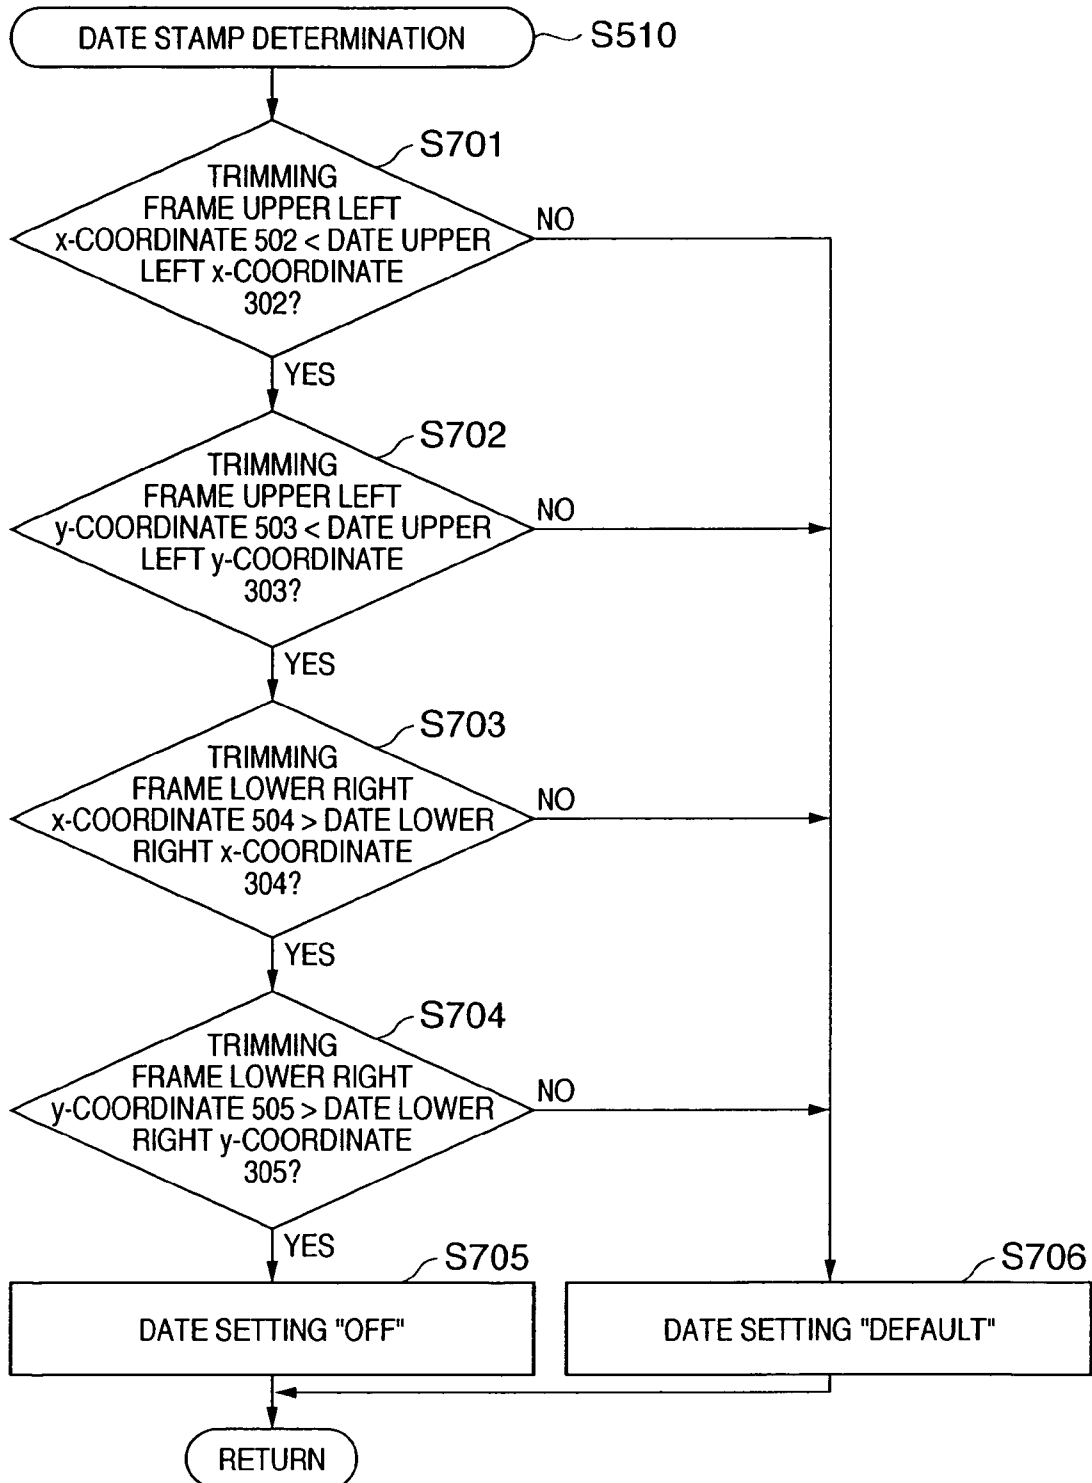 DATE STAMP DETERMINATION
S510
S701
TRIMMING
FRAME UPPER LEFT
x-COORDINATE 502 < DATE UPPER
LEFT x-COORDINATE
302?
NO
YES
S702
TRIMMING
FRAME UPPER LEFT
y-COORDINATE 503 < DATE UPPER
LEFT y-COORDINATE
303?
NO
YES
S703
TRIMMING
FRAME LOWER RIGHT
x-COORDINATE 504 > DATE LOWER
RIGHT x-COORDINATE
304?
NO
YES
S704
TRIMMING
FRAME LOWER RIGHT
y-COORDINATE 505 > DATE LOWER
RIGHT y-COORDINATE
305?
NO
YES
S705
DATE SETTING "OFF"
S706
DATE SETTING "DEFAULT"
RETURN